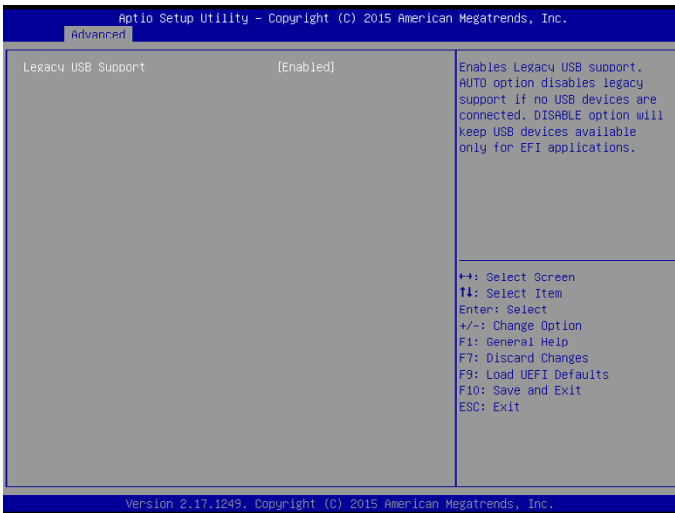 Aptio Setup Utility – Copyright (C) 2015 American Megatrends, Inc.
Advanced
Legacy USB Support [Enabled]
Enables Legacy USB support.
AUTO option disables legacy
support if no USB devices are
connected. DISABLE option will
keep USB devices available
only for EFI applications.
↔: Select Screen
↑↓: Select Item
Enter: Select
+/-: Change Option
F1: General Help
F7: Discard Changes
F9: Load UEFI Defaults
F10: Save and Exit
ESC: Exit
Version 2.17.1249. Copyright (C) 2015 American Megatrends, Inc.